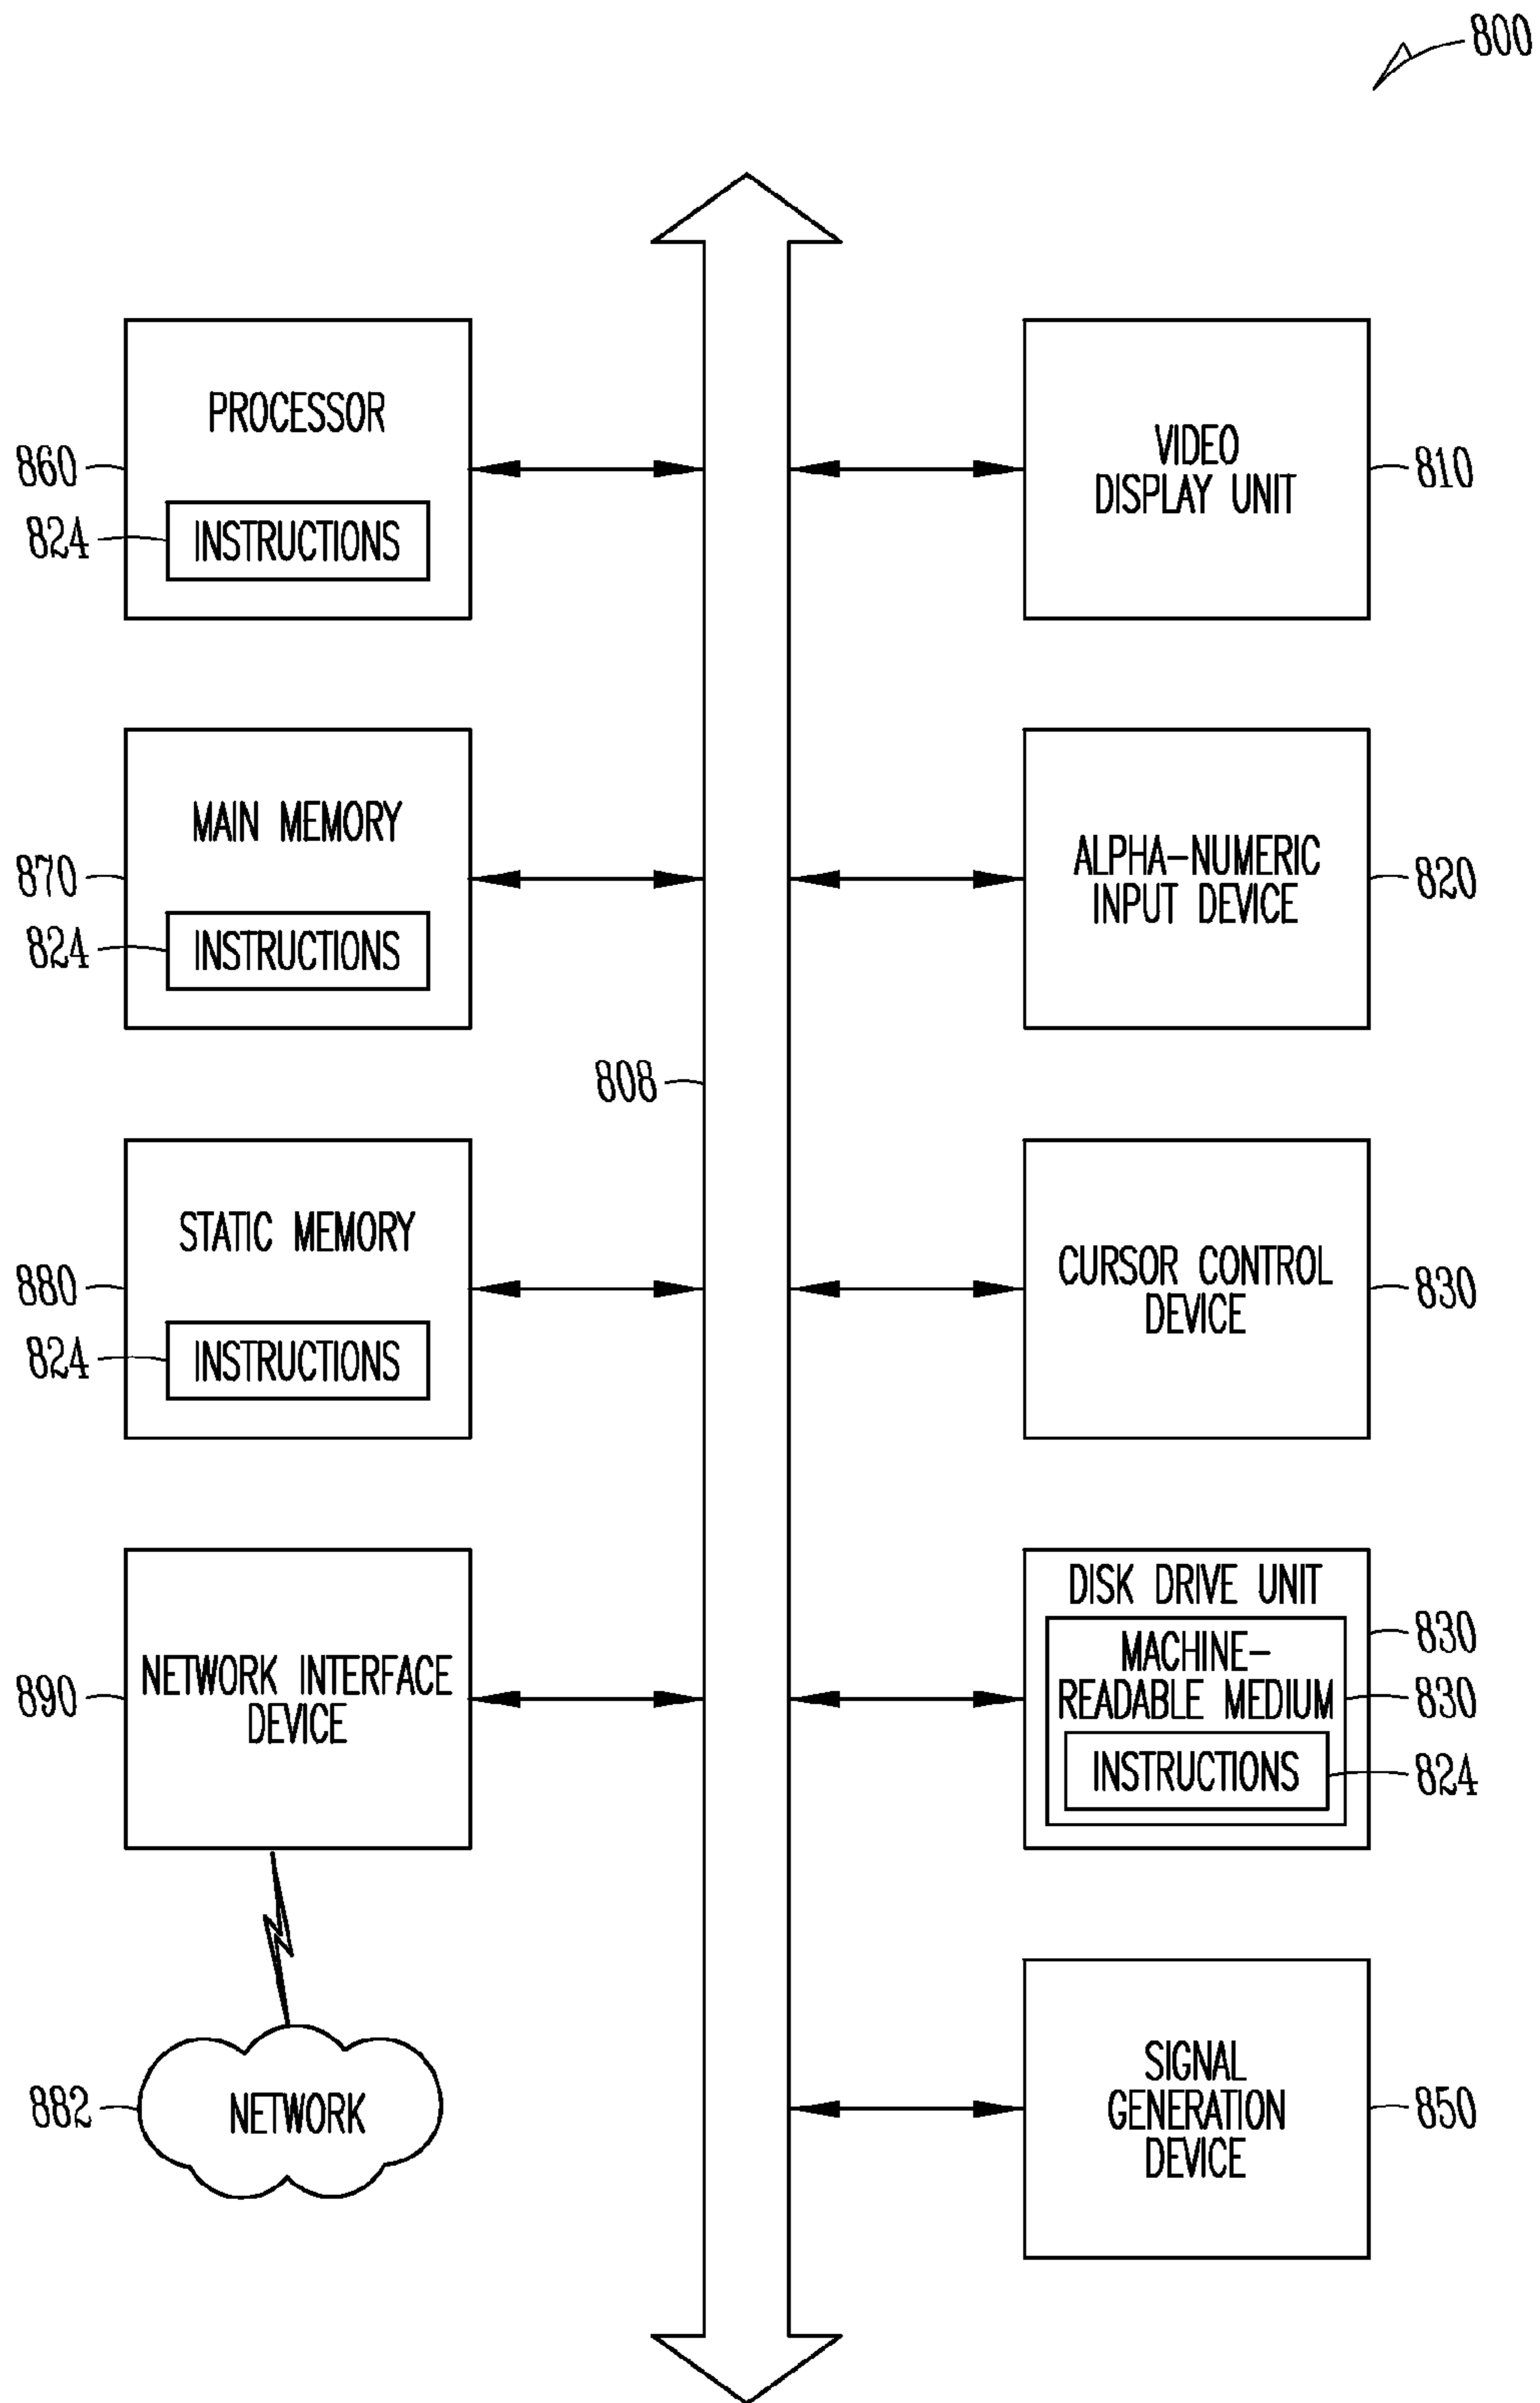 800
PROCESSOR
860
824
INSTRUCTIONS
VIDEO
DISPLAY UNIT
810
MAIN MEMORY
870
824
INSTRUCTIONS
ALPHA-NUMERIC
INPUT DEVICE
820
808
STATIC MEMORY
880
824
INSTRUCTIONS
CURSOR CONTROL
DEVICE
830
NETWORK INTERFACE
DEVICE
890
DISK DRIVE UNIT
830
MACHINE-
READABLE MEDIUM
830
INSTRUCTIONS
824
NETWORK
882
SIGNAL
GENERATION
DEVICE
850